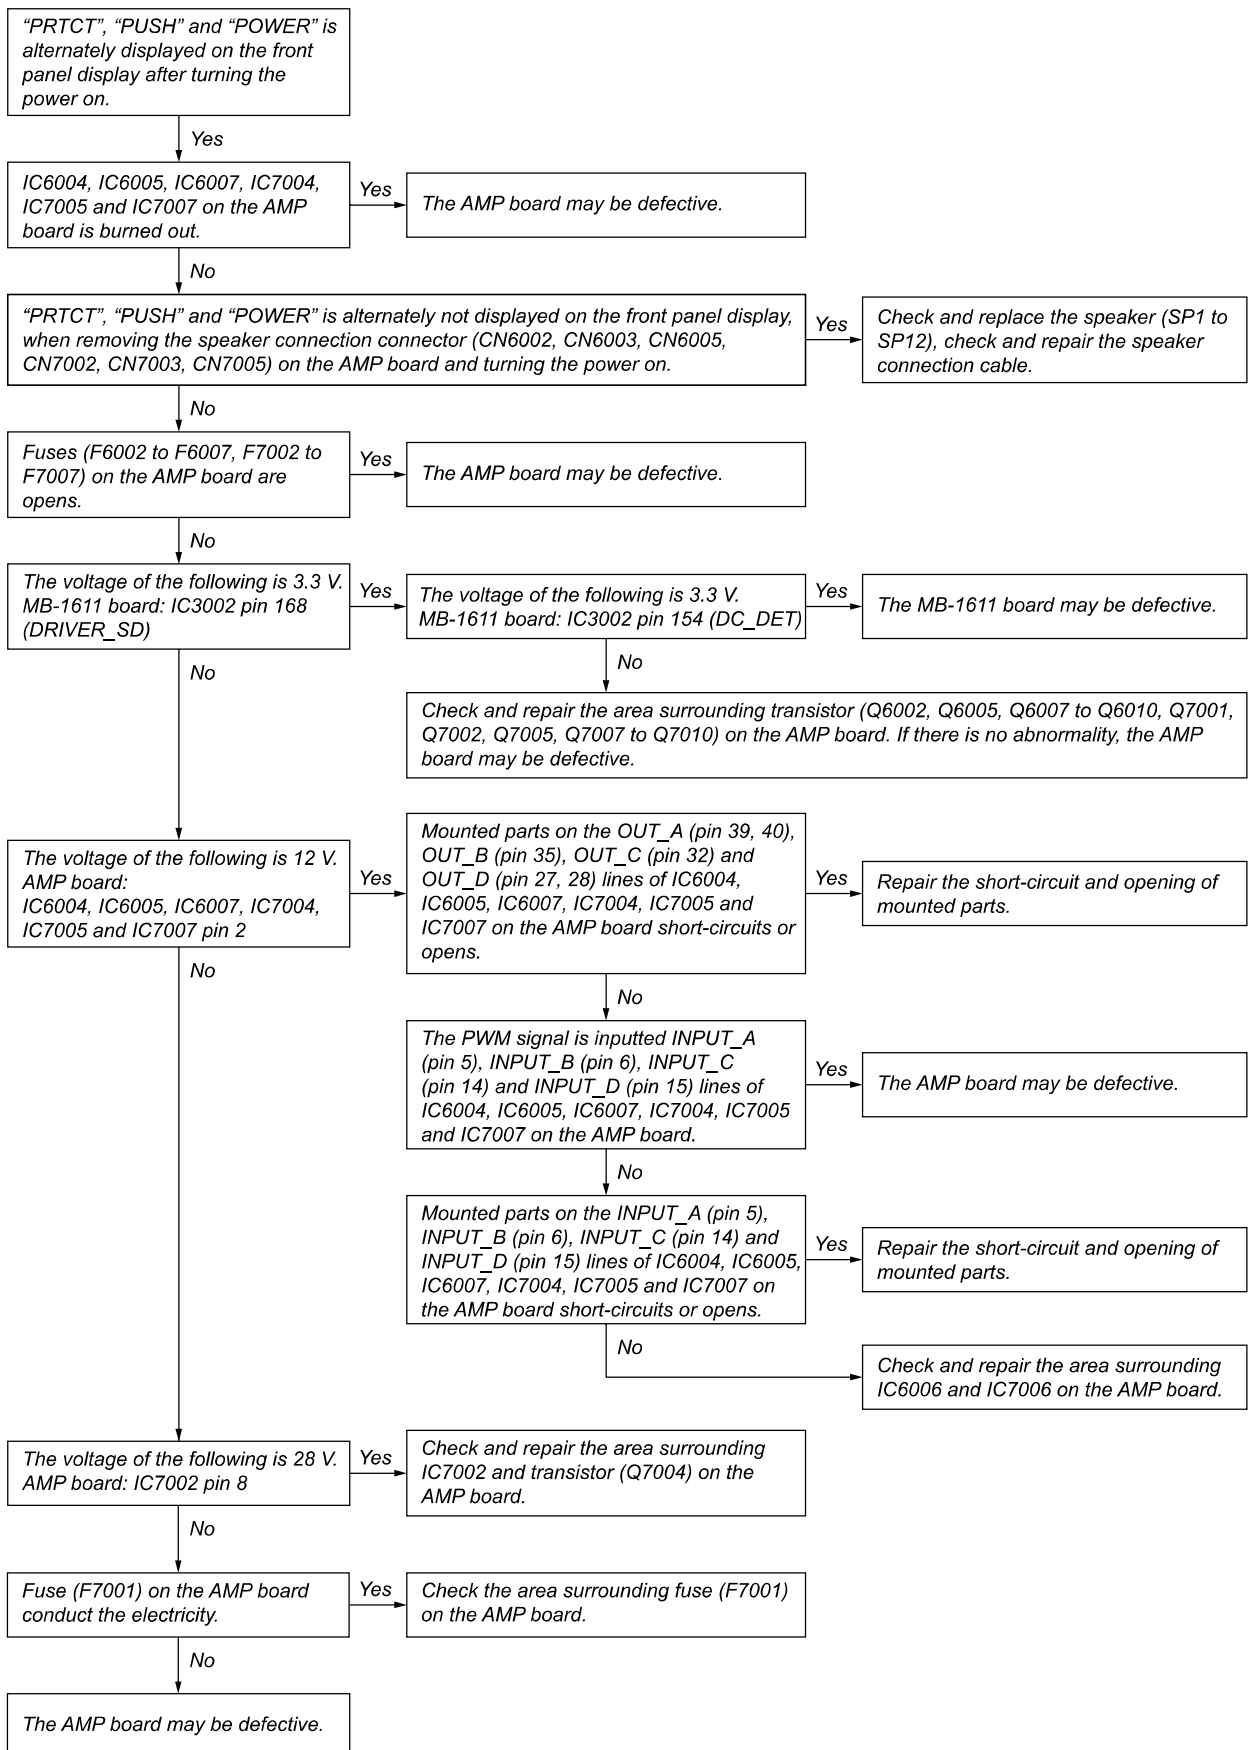 “PRTCT”, “PUSH” and “POWER” is
alternately displayed on the front
panel display after turning the
power on.
Yes
IC6004, IC6005, IC6007, IC7004,
IC7005 and IC7007 on the AMP
board is burned out.
Yes
The AMP board may be defective.
No
“PRTCT”, “PUSH” and “POWER” is alternately not displayed on the front panel display,
when removing the speaker connection connector (CN6002, CN6003, CN6005,
CN7002, CN7003, CN7005) on the AMP board and turning the power on.
Yes
Check and replace the speaker (SP1 to
SP12), check and repair the speaker
connection cable.
No
Fuses (F6002 to F6007, F7002 to
F7007) on the AMP board are
opens.
Yes
The AMP board may be defective.
No
The voltage of the following is 3.3 V.
MB-1611 board: IC3002 pin 168
(DRIVER_SD)
Yes
The voltage of the following is 3.3 V.
MB-1611 board: IC3002 pin 154 (DC_DET)
Yes
The MB-1611 board may be defective.
No
No
Check and repair the area surrounding transistor (Q6002, Q6005, Q6007 to Q6010, Q7001,
Q7002, Q7005, Q7007 to Q7010) on the AMP board. If there is no abnormality, the AMP
board may be defective.
The voltage of the following is 12 V.
AMP board:
IC6004, IC6005, IC6007, IC7004,
IC7005 and IC7007 pin 2
Yes
Mounted parts on the OUT_A (pin 39, 40),
OUT_B (pin 35), OUT_C (pin 32) and
OUT_D (pin 27, 28) lines of IC6004,
IC6005, IC6007, IC7004, IC7005 and
IC7007 on the AMP board short-circuits or
opens.
Yes
Repair the short-circuit and opening of
mounted parts.
No
No
The PWM signal is inputted INPUT_A
(pin 5), INPUT_B (pin 6), INPUT_C
(pin 14) and INPUT_D (pin 15) lines of
IC6004, IC6005, IC6007, IC7004, IC7005
and IC7007 on the AMP board.
Yes
The AMP board may be defective.
No
Mounted parts on the INPUT_A (pin 5),
INPUT_B (pin 6), INPUT_C (pin 14) and
INPUT_D (pin 15) lines of IC6004, IC6005,
IC6007, IC7004, IC7005 and IC7007 on
the AMP board short-circuits or opens.
Yes
Repair the short-circuit and opening of
mounted parts.
No
Check and repair the area surrounding
IC6006 and IC7006 on the AMP board.
The voltage of the following is 28 V.
AMP board: IC7002 pin 8
Yes
Check and repair the area surrounding
IC7002 and transistor (Q7004) on the
AMP board.
No
Fuse (F7001) on the AMP board
conduct the electricity.
Yes
Check the area surrounding fuse (F7001)
on the AMP board.
No
The AMP board may be defective.